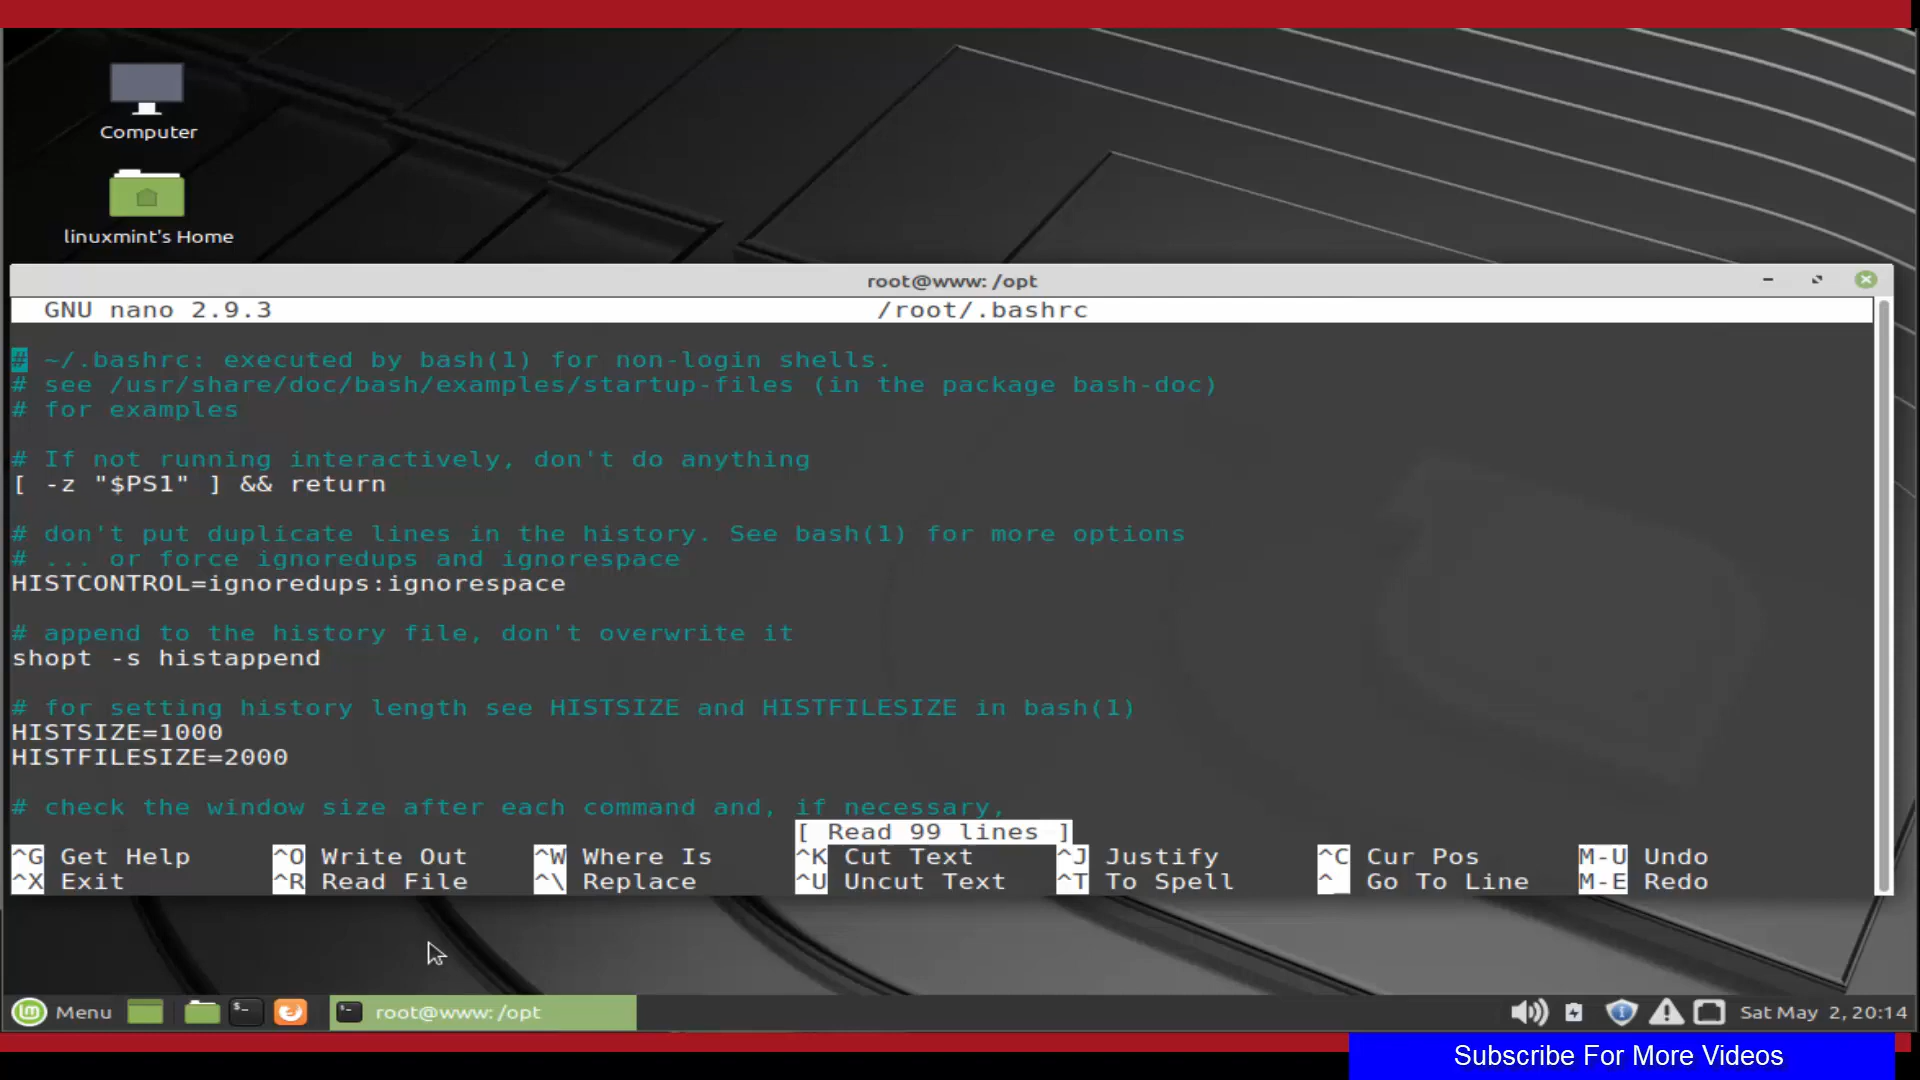 Computer
linuxmint's Home
root@www: /opt
GNU nano 2.9.3 /root/.bashrc
# ~/.bashrc: executed by bash(1) for non-login shells.
# see /usr/share/doc/bash/examples/startup-files (in the package bash-doc)
# for examples
# If not running interactively, don't do anything
[ -z "$PS1" ] && return
# don't put duplicate lines in the history. See bash(1) for more options
# ... or force ignoredups and ignorespace
HISTCONTROL=ignoredups:ignorespace
# append to the history file, don't overwrite it
shopt -s histappend
# for setting history length see HISTSIZE and HISTFILESIZE in bash(1)
HISTSIZE=1000
HISTFILESIZE=2000
# check the window size after each command and, if necessary,
[ Read 99 lines ]
^G Get Help ^O Write Out ^W Where Is ^K Cut Text ^J Justify ^C Cur Pos M-U Undo
^X Exit ^R Read File ^\ Replace ^U Uncut Text ^T To Spell ^_ Go To Line M-E Redo
Menu root@www: /opt Sat May 2, 20:14
Subscribe For More Videos